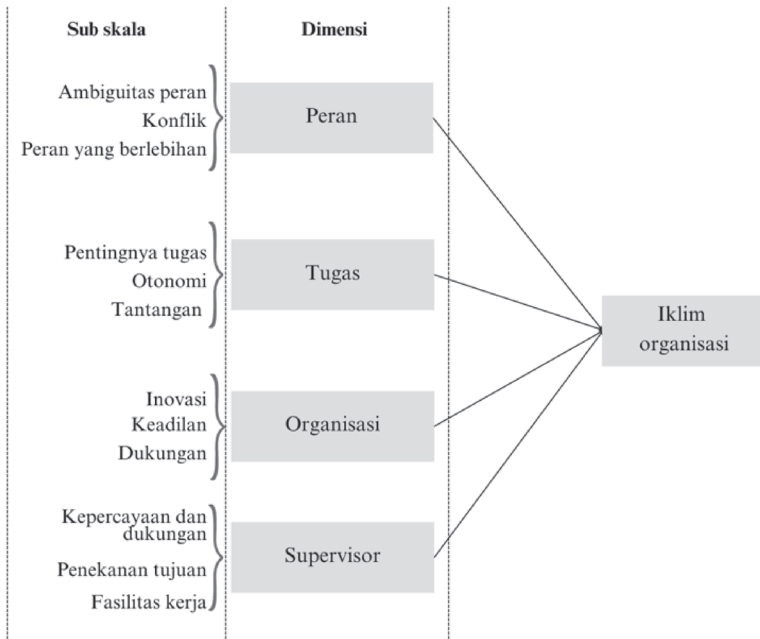 Sub skala
Dimensi
Ambiguitas peran
Konflik
Peran yang berlebihan
Peran
Pentingnya tugas
Otonomi
Tantangan
Tugas
Inovasi
Keadilan
Dukungan
Organisasi
Kepercayaan dan
dukungan
Penekanan tujuan
Fasilitas kerja
Supervisor
Iklim
organisasi